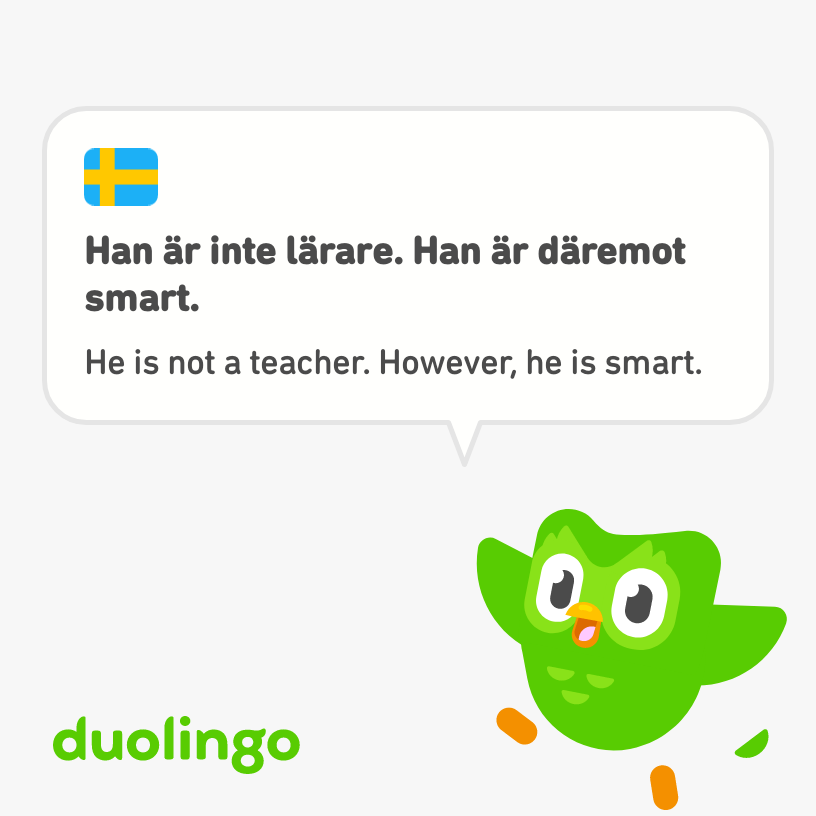 Han är inte lärare. Han är däremot
smart.
He is not a teacher. However, he is smart.
duolingo